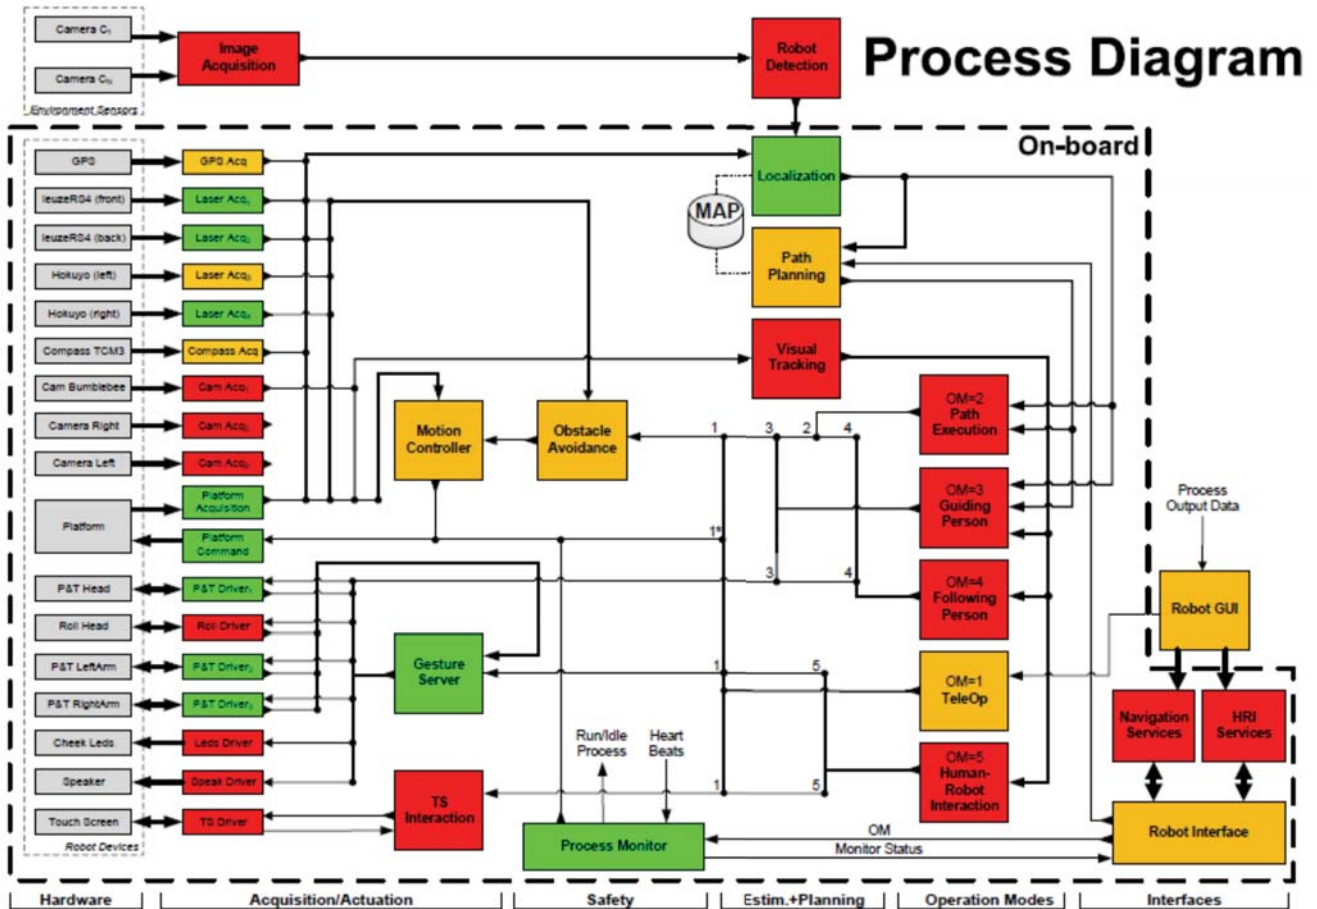 Process Diagram
Camera C₁
Camera Cₙ
Environment Sensors
Image
Acquisition
Robot
Detection
On-board
GPS
leuzeRS4 (front)
leuzeRS4 (back)
Hokuyo (left)
Hokuyo (right)
Compass TCM3
Cam Bumblebee
Camera Right
Camera Left
Platform
P&T Head
Roll Head
P&T LeftArm
P&T RightArm
Cheek Leds
Speaker
Touch Screen
Robot Devices
GPS Acq
Laser Acq₁
Laser Acq₂
Laser Acq₃
Laser Acq₄
Compass Acq
Cam Acq₁
Cam Acq₂
Cam Acq₃
Platform
Acquisition
Platform
Command
P&T Driver₁
Roll Driver
P&T Driver₂
P&T Driver₃
Leds Driver
Speak Driver
TS Driver
Motion
Controller
Obstacle
Avoidance
Gesture
Server
TS
Interaction
Run/Idle
Process
Heart
Beats
Process Monitor
Localization
MAP
Path
Planning
Visual
Tracking
1
3
2
4
1*
3
4
1
5
1
5
OM=2
Path
Execution
OM=3
Guiding
Person
OM=4
Following
Person
OM=1
TeleOp
OM=5
Human-
Robot
Interaction
Process
Output Data
Robot GUI
Navigation
Services
HRI
Services
Robot Interface
OM
Monitor Status
Hardware
Acquisition/Actuation
Safety
Estim.+Planning
Operation Modes
Interfaces